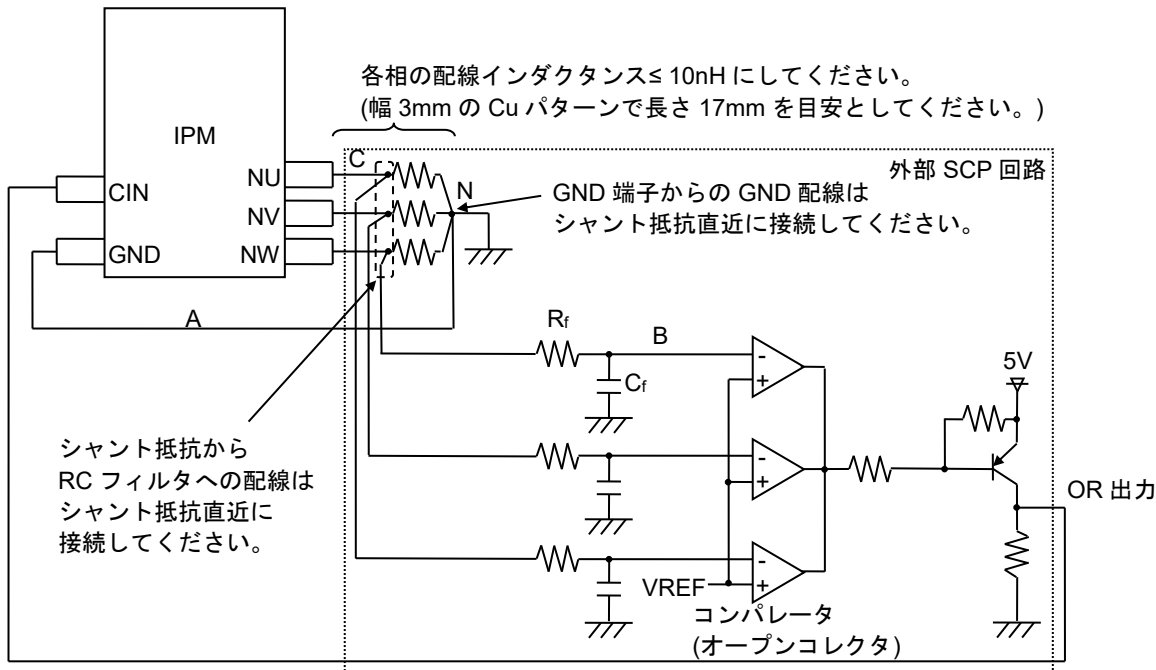 各相の配線インダクタンス≤ 10nH にしてください。
(幅 3mm の Cu パターンで長さ 17mm を目安としてください。)
IPM
外部 SCP 回路
C
NU
N
CIN
GND 端子からの GND 配線は
シャント抵抗直近に接続してください。
NV
GND
NW
A
Rf
B
-
+
Cf
5V
シャント抵抗から
RC フィルタへの配線は
シャント抵抗直近に
接続してください。
-
+
OR 出力
-
+
VREF
コンパレータ
(オープンコレクタ)